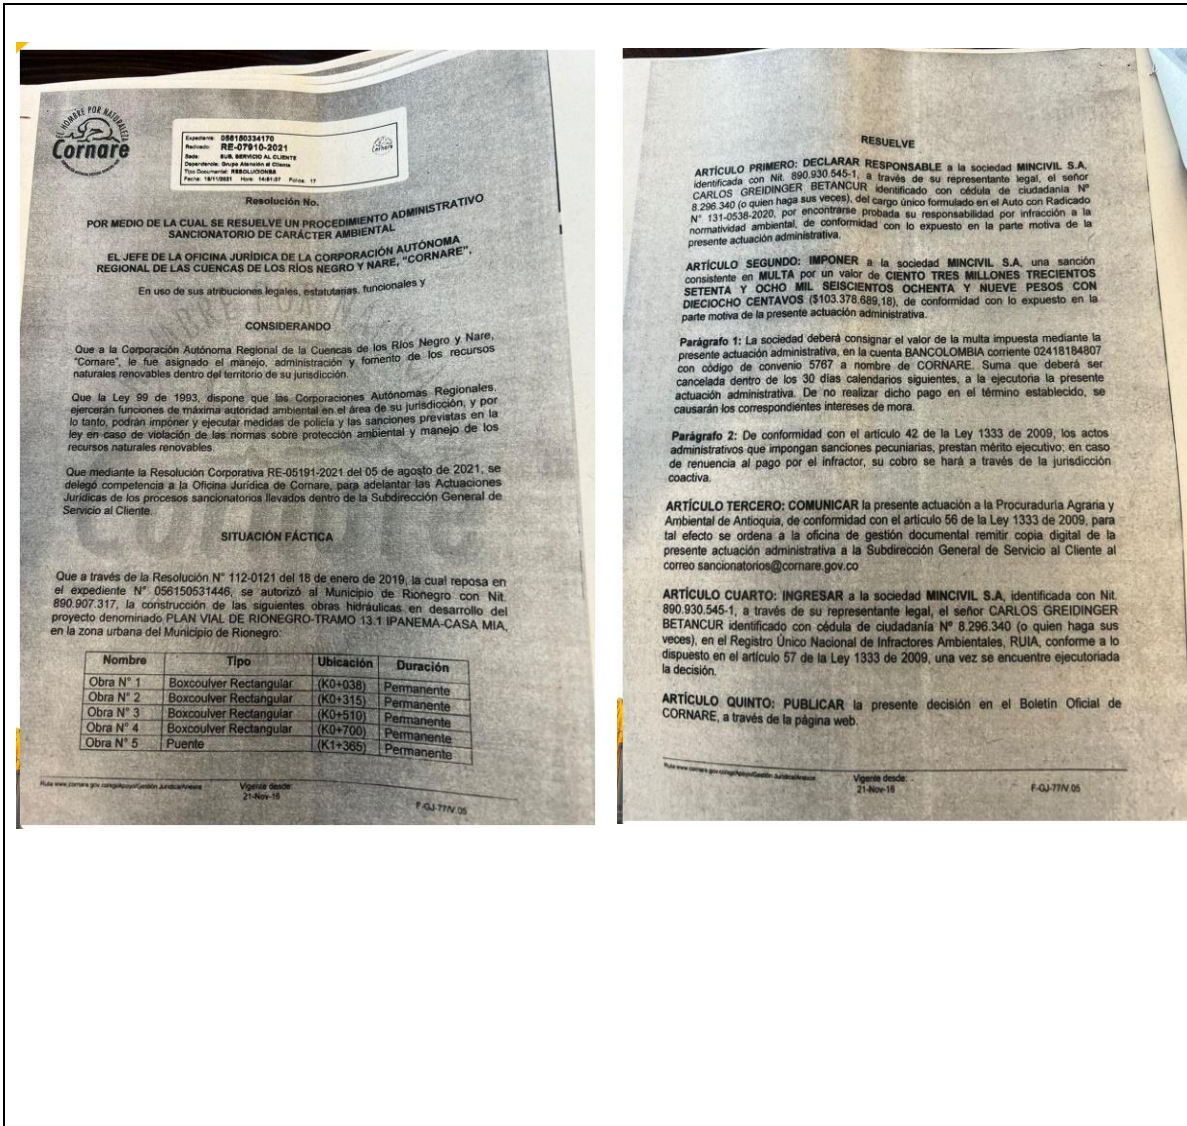 EL HOMBRE POR NATURALEZA
Cornare
Expediente: 056150334170
Radicado: RE-07910-2021
Sede: SUB. SERVICIO AL CLIENTE
Dependencia: Grupo Atención al Cliente
Tipo Documental: RESOLUCIONES
Fecha: 18/11/2021 Hora: 14:51:37 Folios: 17
Resolución No.
POR MEDIO DE LA CUAL SE RESUELVE UN PROCEDIMIENTO ADMINISTRATIVO
SANCIONATORIO DE CARÁCTER AMBIENTAL
EL JEFE DE LA OFICINA JURÍDICA DE LA CORPORACIÓN AUTÓNOMA
REGIONAL DE LAS CUENCAS DE LOS RÍOS NEGRO Y NARE, "CORNARE",
En uso de sus atribuciones legales, estatutarias, funcionales y
CONSIDERANDO
Que a la Corporación Autónoma Regional de la Cuencas de los Ríos Negro y Nare,
"Cornare", le fue asignado el manejo, administración y fomento de los recursos
naturales renovables dentro del territorio de su jurisdicción.
Que la Ley 99 de 1993, dispone que las Corporaciones Autónomas Regionales,
ejercerán funciones de máxima autoridad ambiental en el área de su jurisdicción, y por
lo tanto, podrán imponer y ejecutar medidas de policía y las sanciones previstas en la
ley en caso de violación de las normas sobre protección ambiental y manejo de los
recursos naturales renovables.
Que mediante la Resolución Corporativa RE-05191-2021 del 05 de agosto de 2021, se
delegó competencia a la Oficina Jurídica de Cornare, para adelantar las Actuaciones
Jurídicas de los procesos sancionatorios llevados dentro de la Subdirección General de
Servicio al Cliente.
SITUACIÓN FÁCTICA
Que a través de la Resolución N° 112-0121 del 18 de enero de 2019, la cual reposa en
el expediente N° 056150531446, se autorizó al Municipio de Rionegro con Nit.
890.907.317, la construcción de las siguientes obras hidráulicas en desarrollo del
proyecto denominado PLAN VIAL DE RIONEGRO-TRAMO 13.1 IPANEMA-CASA MIA,
en la zona urbana del Municipio de Rionegro:
Nombre Tipo Ubicación Duración
Obra N° 1 Boxcoulver Rectangular (K0+038) Permanente
Obra N° 2 Boxcoulver Rectangular (K0+315) Permanente
Obra N° 3 Boxcoulver Rectangular (K0+510) Permanente
Obra N° 4 Boxcoulver Rectangular (K0+700) Permanente
Obra N° 5 Puente (K1+365) Permanente
Vigente desde:
21-Nov-16
F-GJ-77/V.05
RESUELVE
ARTÍCULO PRIMERO: DECLARAR RESPONSABLE a la sociedad MINCIVIL S.A,
identificada con Nit. 890.930.545-1, a través de su representante legal, el señor
CARLOS GREIDINGER BETANCUR identificado con cédula de ciudadanía Nº
8.296.340 (o quien haga sus veces), del cargo único formulado en el Auto con Radicado
N° 131-0538-2020, por encontrarse probada su responsabilidad por infracción a la
normatividad ambiental, de conformidad con lo expuesto en la parte motiva de la
presente actuación administrativa.
ARTÍCULO SEGUNDO: IMPONER a la sociedad MINCIVIL S.A, una sanción
consistente en MULTA por un valor de CIENTO TRES MILLONES TRECIENTOS
SETENTA Y OCHO MIL SEISCIENTOS OCHENTA Y NUEVE PESOS CON
DIECIOCHO CENTAVOS ($103.378.689,18), de conformidad con lo expuesto en la
parte motiva de la presente actuación administrativa.
Parágrafo 1: La sociedad deberá consignar el valor de la multa impuesta mediante la
presente actuación administrativa, en la cuenta BANCOLOMBIA corriente 02418184807
con código de convenio 5767 a nombre de CORNARE. Suma que deberá ser
cancelada dentro de los 30 días calendarios siguientes, a la ejecutoria la presente
actuación administrativa. De no realizar dicho pago en el término establecido, se
causarán los correspondientes intereses de mora.
Parágrafo 2: De conformidad con el artículo 42 de la Ley 1333 de 2009, los actos
administrativos que impongan sanciones pecuniarias, prestan mérito ejecutivo; en caso
de renuencia al pago por el infractor, su cobro se hará a través de la jurisdicción
coactiva.
ARTÍCULO TERCERO: COMUNICAR la presente actuación a la Procuraduría Agraria y
Ambiental de Antioquia, de conformidad con el artículo 56 de la Ley 1333 de 2009, para
tal efecto se ordena a la oficina de gestión documental remitir copia digital de la
presente actuación administrativa a la Subdirección General de Servicio al Cliente al
correo sancionatorios@cornare.gov.co
ARTÍCULO CUARTO: INGRESAR a la sociedad MINCIVIL S.A, identificada con Nit.
890.930.545-1, a través de su representante legal, el señor CARLOS GREIDINGER
BETANCUR identificado con cédula de ciudadanía Nº 8.296.340 (o quien haga sus
veces), en el Registro Único Nacional de Infractores Ambientales, RUIA, conforme a lo
dispuesto en el artículo 57 de la Ley 1333 de 2009, una vez se encuentre ejecutoriada
la decisión.
ARTÍCULO QUINTO: PUBLICAR la presente decisión en el Boletín Oficial de
CORNARE, a través de la página web.
Vigente desde:
21-Nov-16
F-GJ-77/V.05